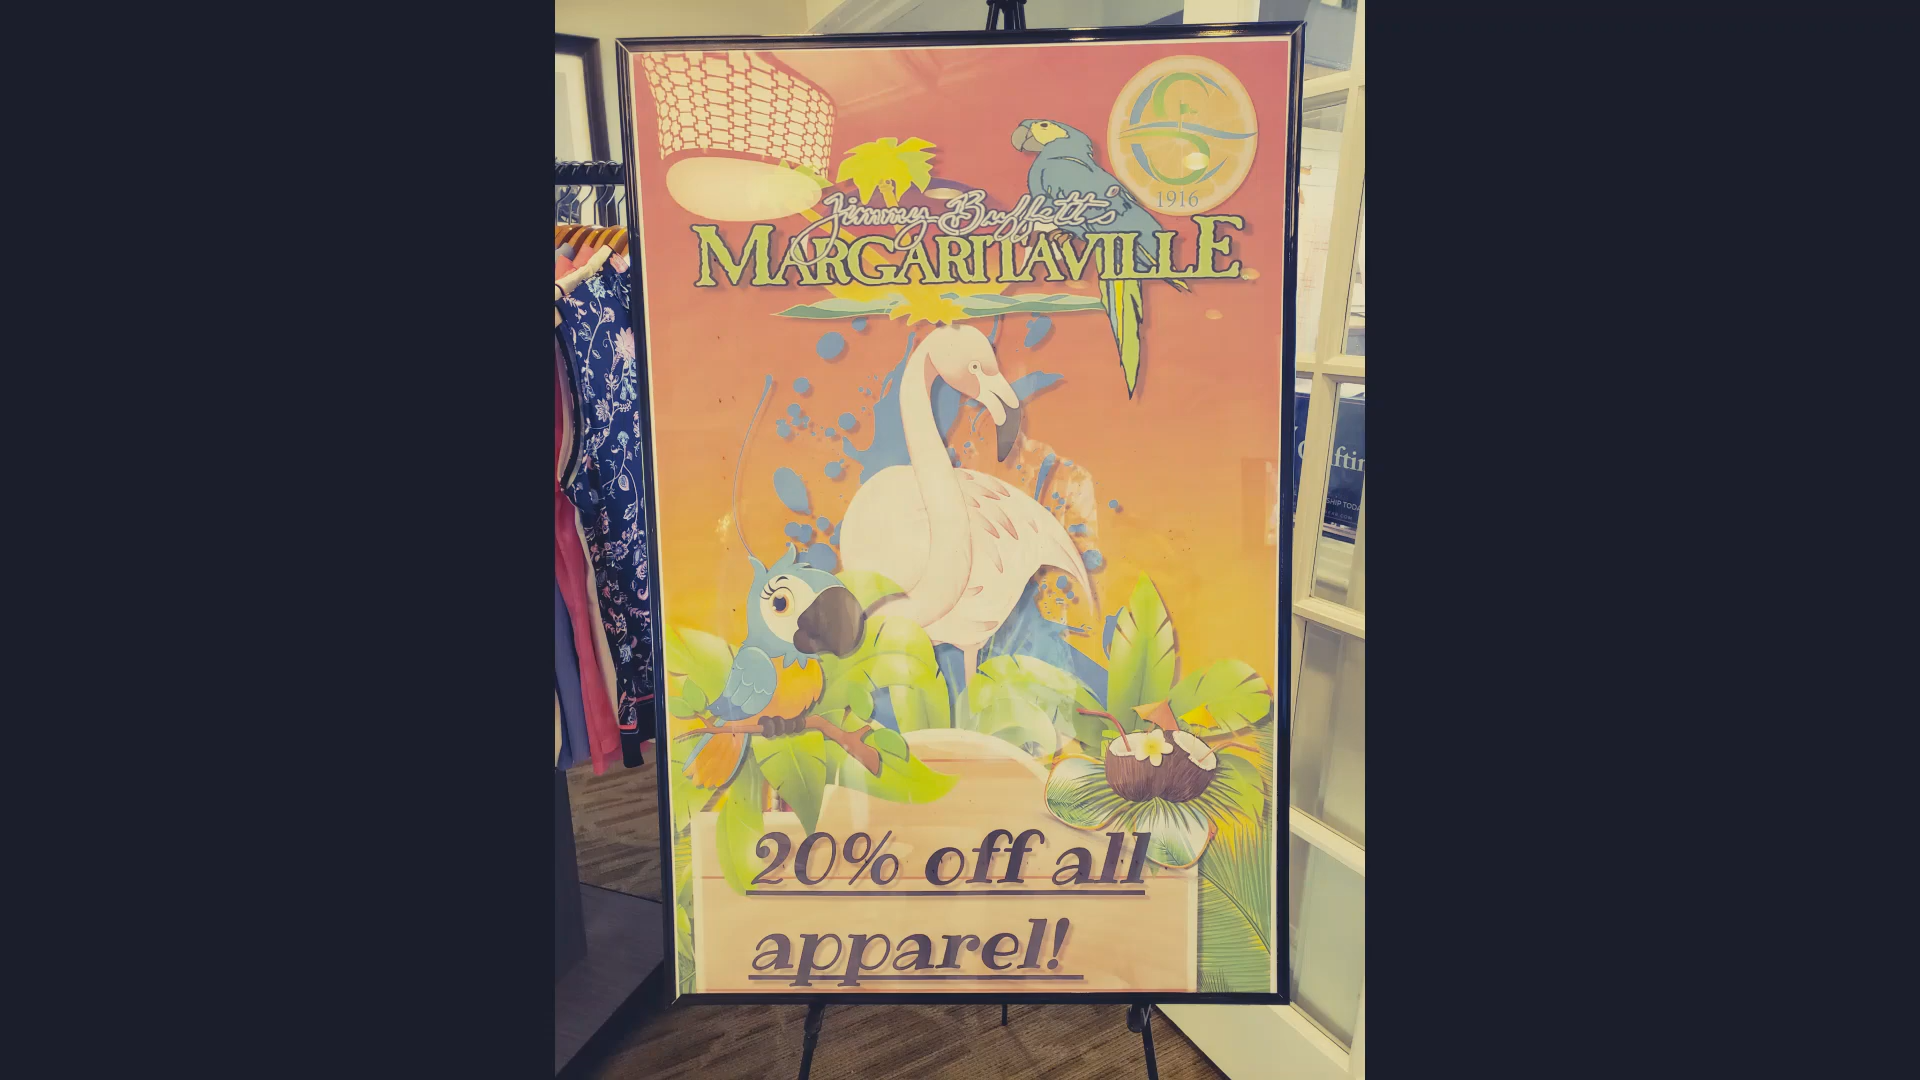 1916
Jimmy Buffett's
MARGARITAVILLE
20% off all
apparel!